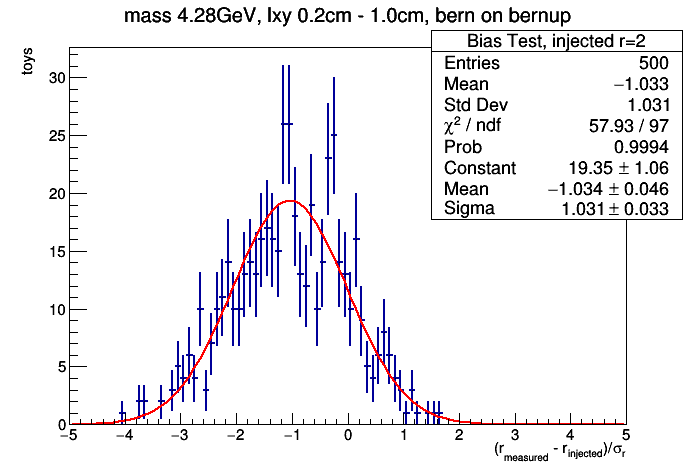 mass 4.28GeV, lxy 0.2cm - 1.0cm, bern on bernup
Bias Test, injected r=2
Entries 500
Mean −1.033
Std Dev 1.031
χ² / ndf 57.93 / 97
Prob 0.9994
Constant 19.35 ± 1.06
Mean −1.034 ± 0.046
Sigma 1.031 ± 0.033
toys
30
25
20
15
10
5
0
−5 −4 −3 −2 −1 0 1 2 3 4 5
(r_measured - r_injected)/σ_r